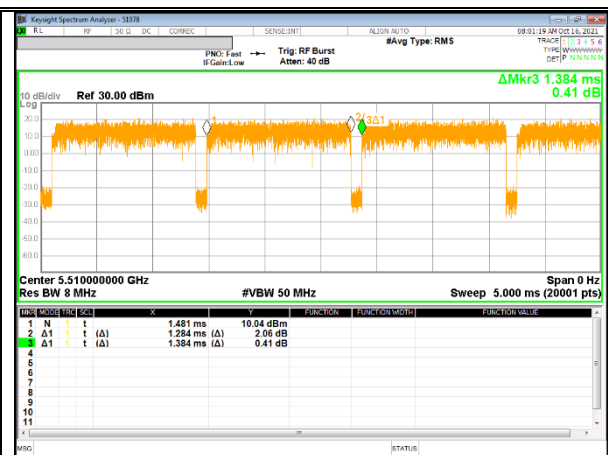 Keysight Spectrum Analyzer - 51078
RL RF 50 Ω DC CORREC SENSE:INT ALIGN AUTO 08:01:19 AM Oct 16, 2021
#Avg Type: RMS
TRACE 1 2 3 4 5 6
TYPE WWWWWW
DET P N N N N N
PNO: Fast Trig: RF Burst
IFGain:Low Atten: 40 dB
ΔMkr3 1.384 ms
0.41 dB
10 dB/div Ref 30.00 dBm
Log
20.0
10.0
0.00
-10.0
-20.0
-30.0
-40.0
-50.0
-60.0
1
2
3Δ1
Center 5.510000000 GHz Span 0 Hz
Res BW 8 MHz #VBW 50 MHz Sweep 5.000 ms (20001 pts)
MKR MODE TRC SCL X Y FUNCTION FUNCTION WIDTH FUNCTION VALUE
1 N 1 t 1.481 ms 10.04 dBm
2 Δ1 1 t (Δ) 1.284 ms (Δ) 2.06 dB
3 Δ1 1 t (Δ) 1.384 ms (Δ) 0.41 dB
4
5
6
7
8
9
10
11
MSG STATUS